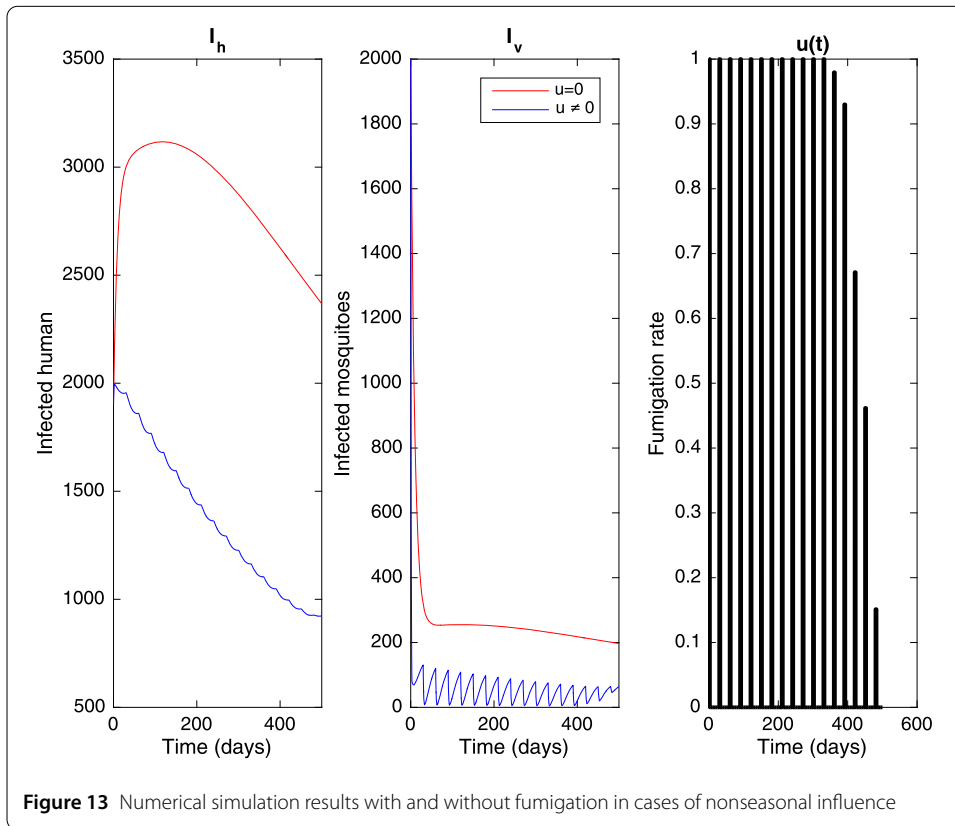 I_h
3500
3000
2500
2000
1500
1000
500
Infected human
0 200 400
Time (days)
I_v
2000
1800
1600
1400
1200
1000
800
600
400
200
0
Infected mosquitoes
0 200 400
Time (days)
u=0
u ≠ 0
u(t)
1
0.9
0.8
0.7
0.6
0.5
0.4
0.3
0.2
0.1
0
Fumigation rate
0 200 400 600
Time (days)
Figure 13 Numerical simulation results with and without fumigation in cases of nonseasonal influence